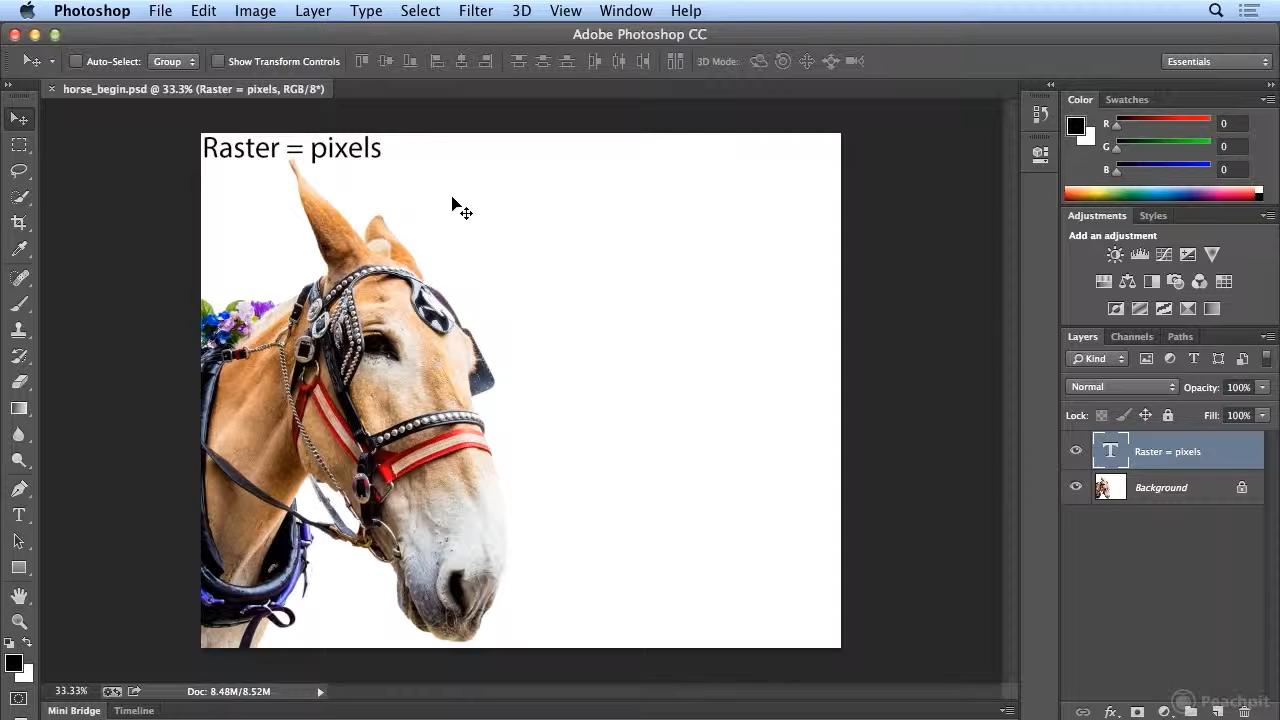 Photoshop File Edit Image Layer Type Select Filter 3D View Window Help
Adobe Photoshop CC
Auto-Select: Group Show Transform Controls 3D Mode: Essentials
× horse_begin.psd @ 33.3% (Raster = pixels, RGB/8*)
Color Swatches
R 0
G 0
B 0
Raster = pixels
Adjustments Styles
Add an adjustment
Layers Channels Paths
Kind T
Normal Opacity: 100%
Lock: Fill: 100%
T Raster = pixels
Background
T
33.33% Doc: 8.48M/8.52M
fx
Peachpit
Mini Bridge Timeline